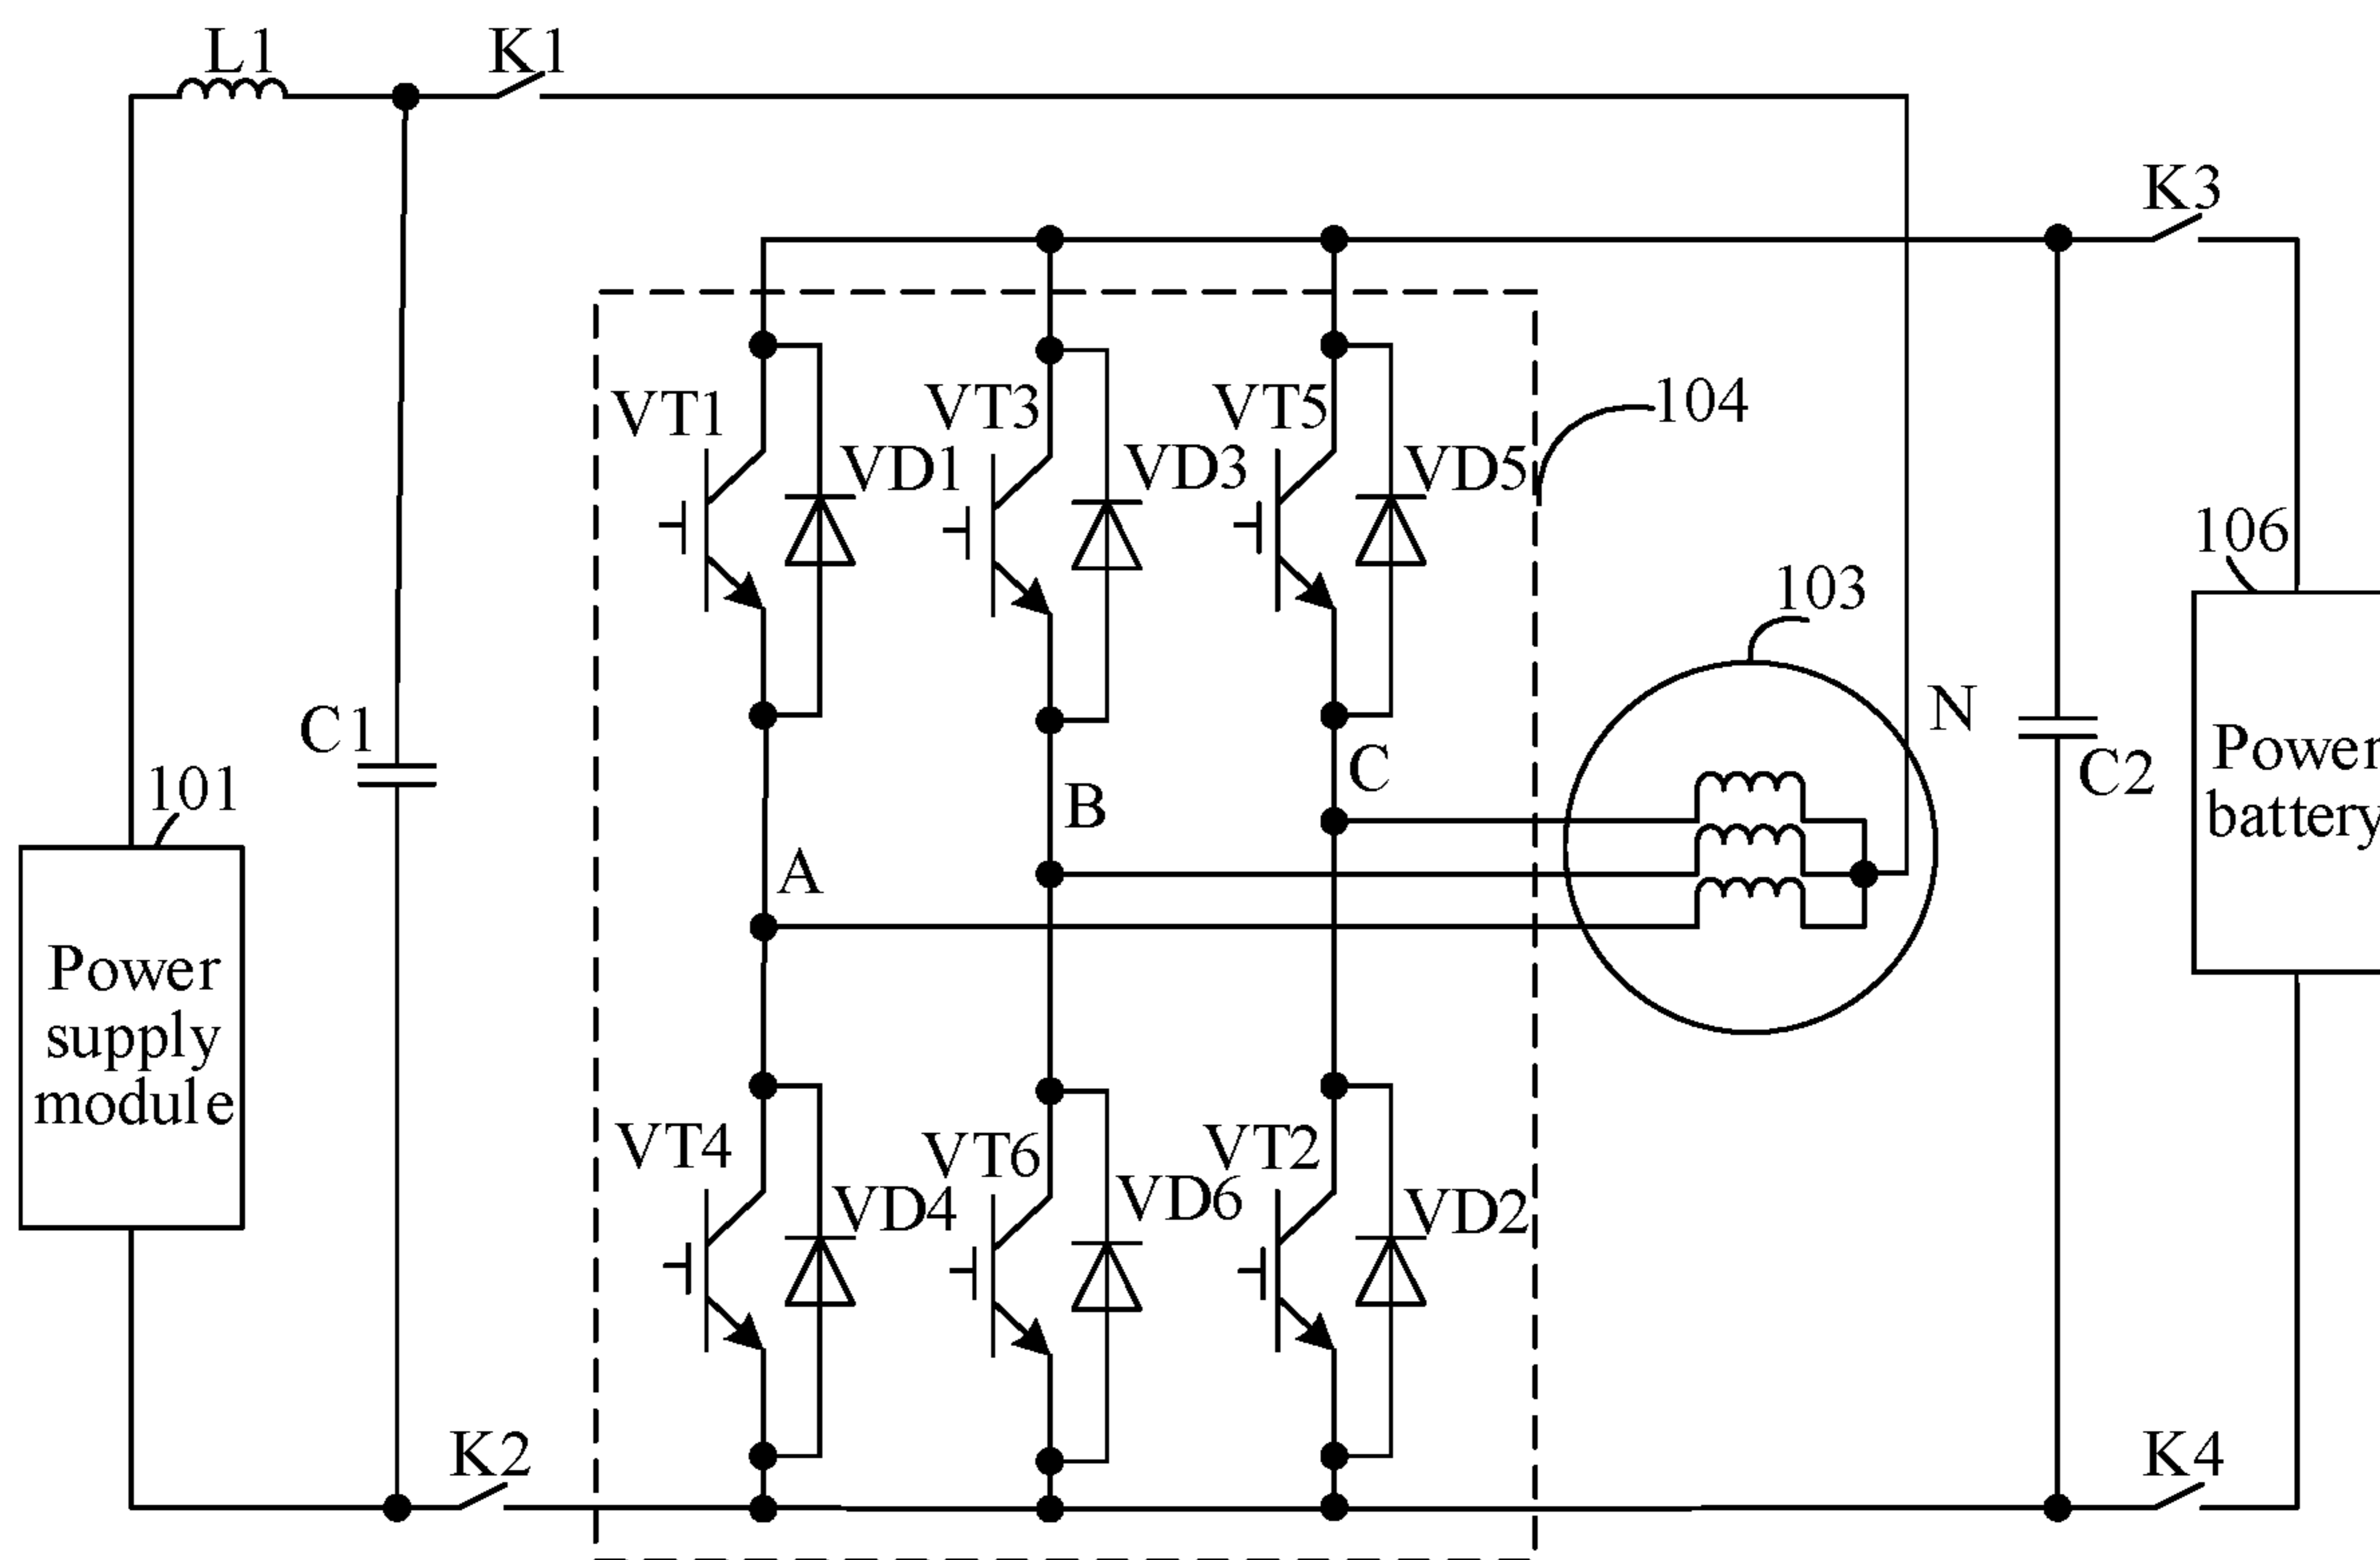 L1
K1
K3
VT1
VD1
VT3
VD3
VT5
VD5
104
106
103
N
C1
C
B
A
C2
Power
battery
101
Power
supply
module
VT4
VD4
VT6
VD6
VT2
VD2
K2
K4